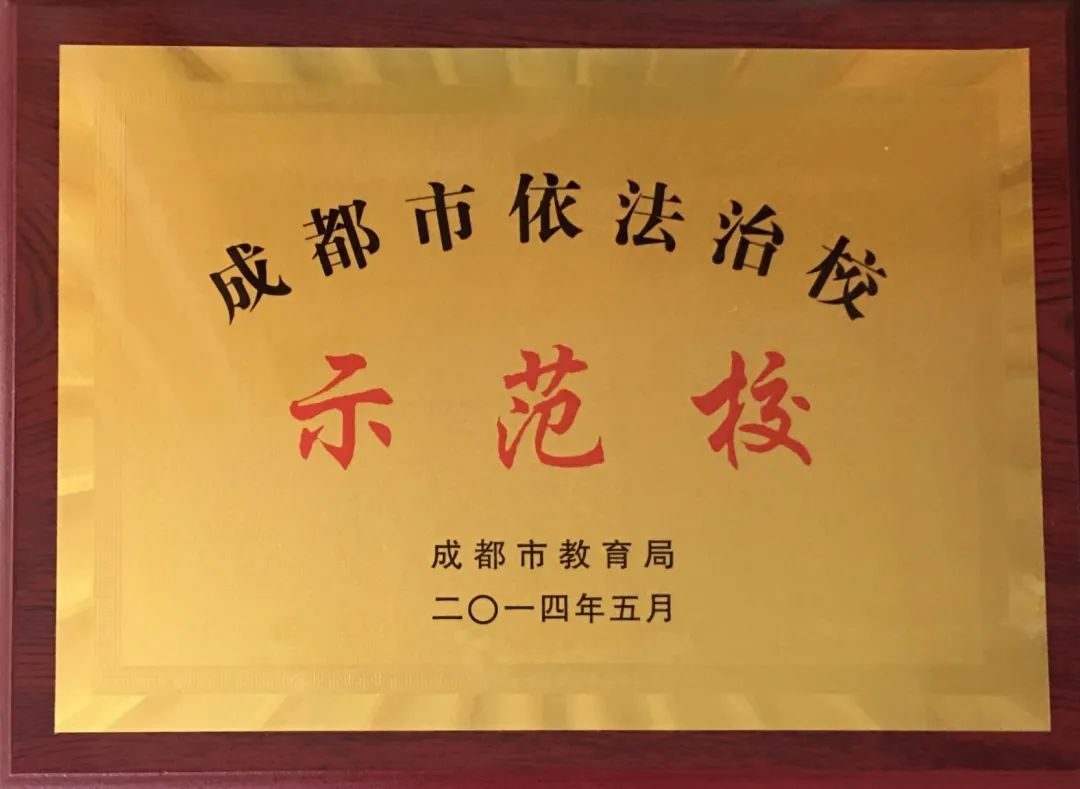 成都市依法治校
示范校
成都市教育局
二〇一四年五月